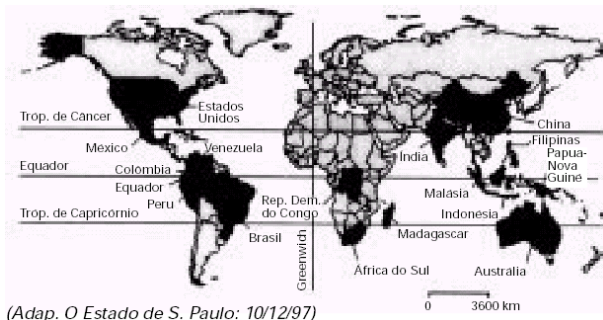 Estados
Unidos
Trop. de Câncer
México
Venezuela
China
Filipinas
Papua-
Nova
Guiné
Índia
Equador
Colômbia
Equador
Peru
Rep. Dem.
do Congo
Malásia
Indonésia
Trop. de Capricórnio
Madagascar
Brasil
Greenwich
África do Sul
Austrália
0 3600 km
(Adap. O Estado de S. Paulo: 10/12/97)